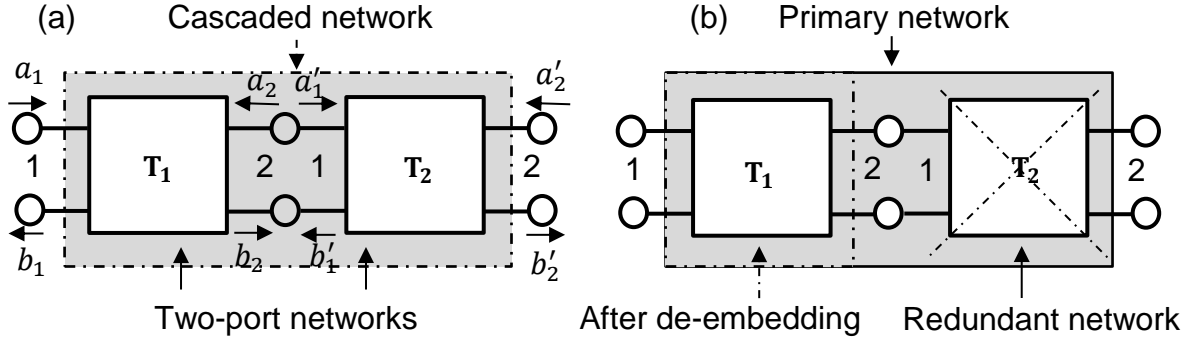 (a) Cascaded network
(b) Primary network
a₁ a₂ a′₁ a′₂
1 T₁ 2 1 T₂ 2
b₁ b₂ b′₁ b′₂
1 T₁ 2 1 T₂ 2
Two-port networks
After de-embedding Redundant network